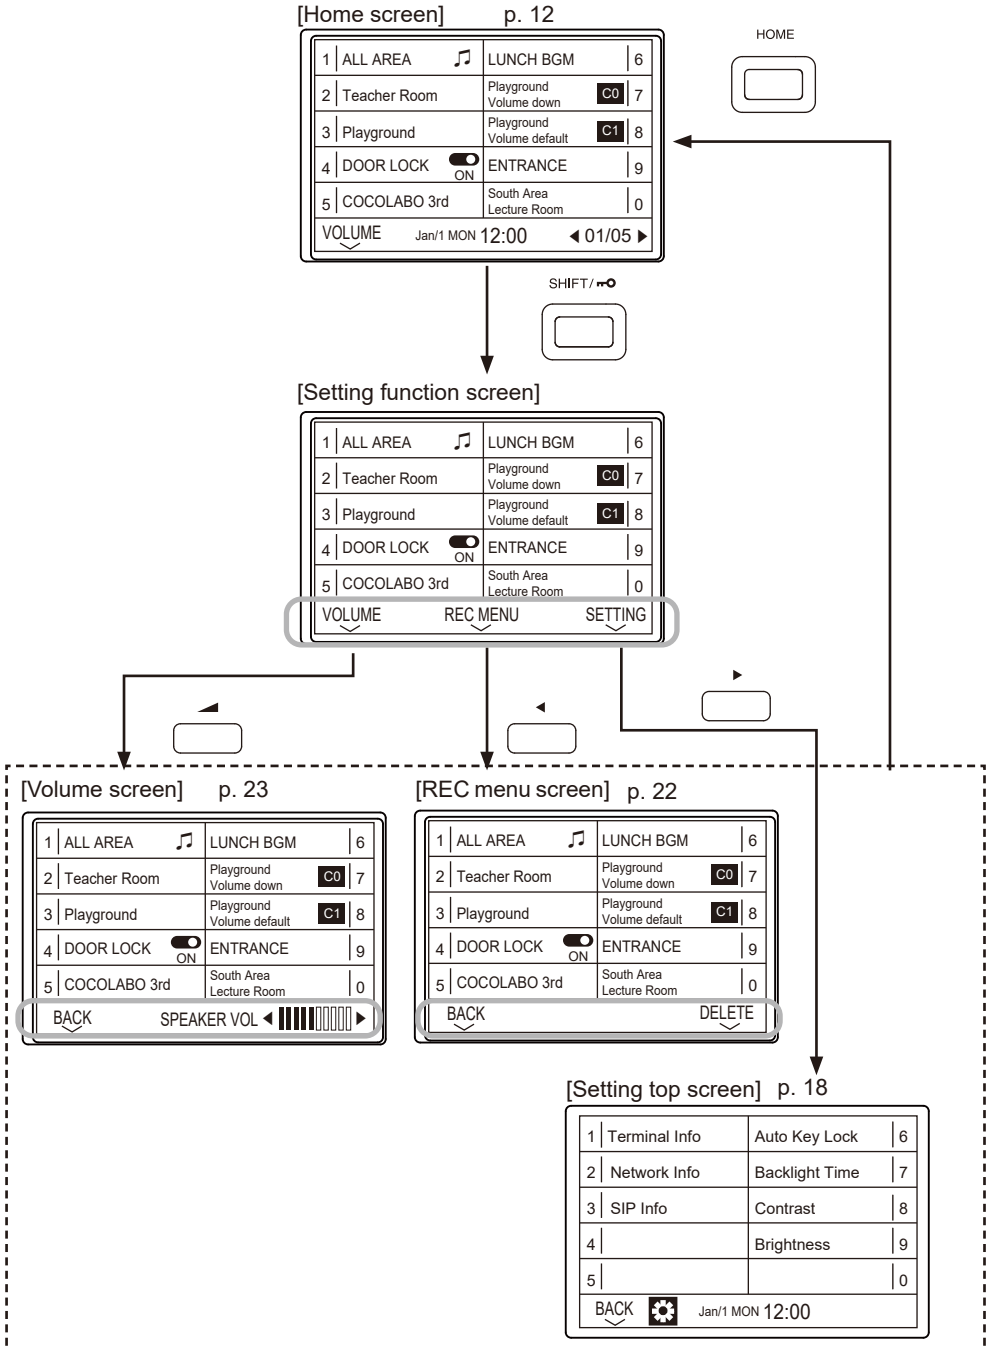 [Home screen] p. 12
HOME
1 ALL AREA LUNCH BGM 6
2 Teacher Room Playground Volume down C0 7
3 Playground Playground Volume default C1 8
4 DOOR LOCK ON ENTRANCE 9
5 COCOLABO 3rd South Area Lecture Room 0
VOLUME Jan/1 MON 12:00 ◀ 01/05 ▶
SHIFT/
[Setting function screen]
1 ALL AREA LUNCH BGM 6
2 Teacher Room Playground Volume down C0 7
3 Playground Playground Volume default C1 8
4 DOOR LOCK ON ENTRANCE 9
5 COCOLABO 3rd South Area Lecture Room 0
VOLUME REC MENU SETTING
[Volume screen] p. 23
1 ALL AREA LUNCH BGM 6
2 Teacher Room Playground Volume down C0 7
3 Playground Playground Volume default C1 8
4 DOOR LOCK ON ENTRANCE 9
5 COCOLABO 3rd South Area Lecture Room 0
BACK SPEAKER VOL ◀ ▶
[REC menu screen] p. 22
1 ALL AREA LUNCH BGM 6
2 Teacher Room Playground Volume down C0 7
3 Playground Playground Volume default C1 8
4 DOOR LOCK ON ENTRANCE 9
5 COCOLABO 3rd South Area Lecture Room 0
BACK DELETE
[Setting top screen] p. 18
1 Terminal Info Auto Key Lock 6
2 Network Info Backlight Time 7
3 SIP Info Contrast 8
4 Brightness 9
5 0
BACK Jan/1 MON 12:00